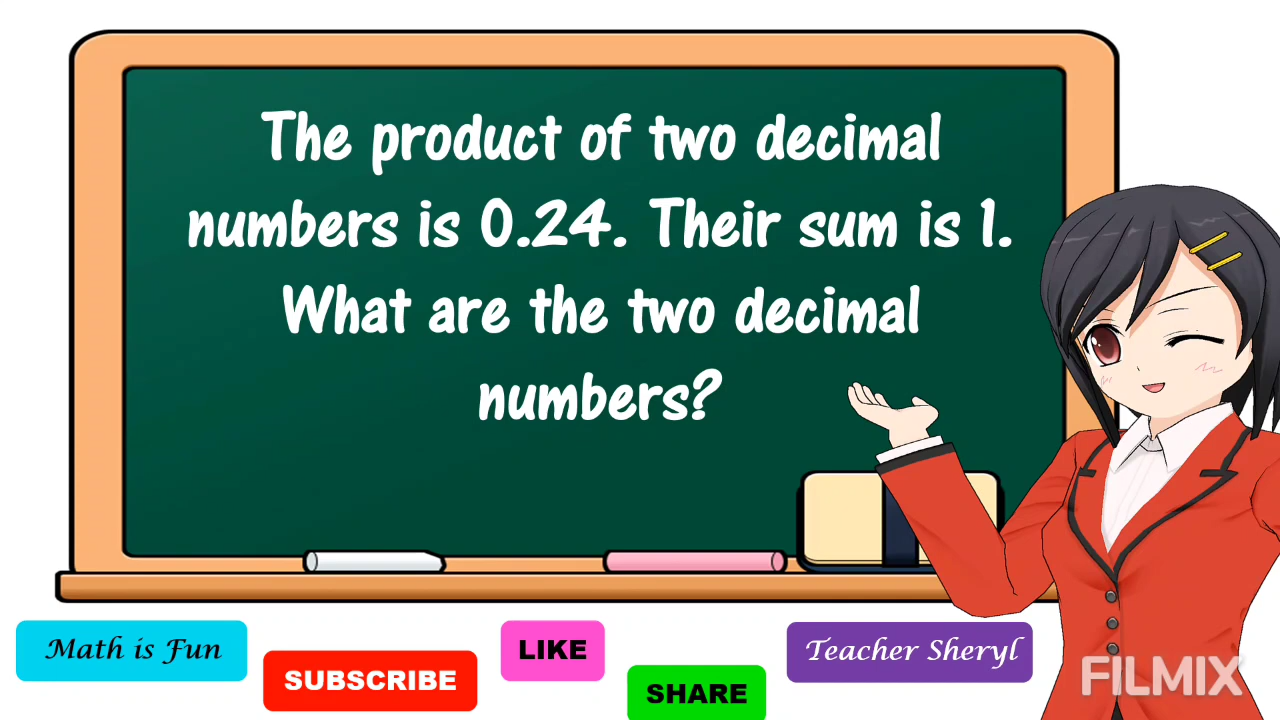 The product of two decimal
numbers is 0.24. Their sum is 1.
What are the two decimal
numbers?
Math is Fun
SUBSCRIBE
LIKE
SHARE
Teacher Sheryl
FILMIX